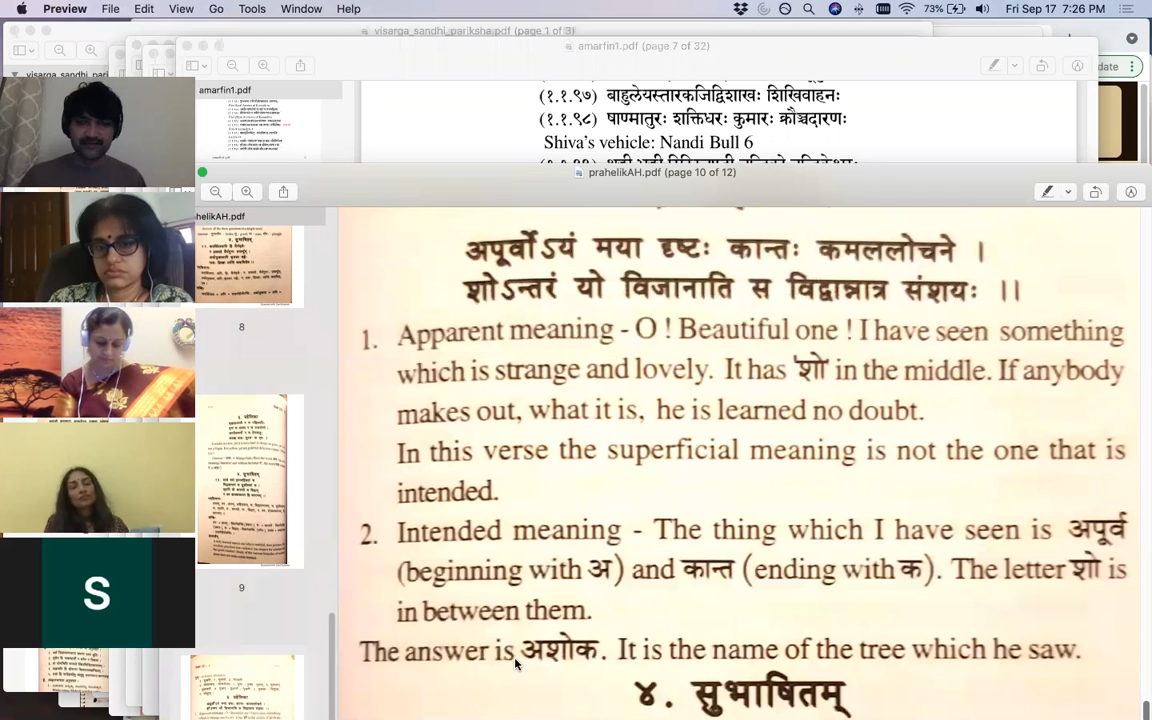 Preview File Edit View Go Tools Window Help 73% Fri Sep 17 7:26 PM
visarga_sandhi_pariksha.pdf (page 1 of 3)
amarfin1.pdf (page 7 of 32)
visarga_sandhi_pari
date
amarfin1.pdf
(१.१.९७) बाहुलेयस्तारकजिद्विशाखः शिखिवाहनः
(१.१.९८) षाण्मातुरः शक्तिधरः कुमारः क्रौञ्चदारणः
Shiva's vehicle: Nandi Bull 6
prahelikAH.pdf (page 10 of 12)
helikAH.pdf
अपूर्वोऽयं मया दृष्टः कान्तः कमललोचने ।
शोऽन्तरं यो विजानाति स विद्वान्नात्र संशयः ।।
1. Apparent meaning - O ! Beautiful one ! I have seen something
which is strange and lovely. It has 'शो' in the middle. If anybody
makes out, what it is, he is learned no doubt.
In this verse the superficial meaning is not the one that is
intended.
2. Intended meaning - The thing which I have seen is अपूर्व
(beginning with अ) and कान्त (ending with क). The letter शो is
in between them.
The answer is अशोक. It is the name of the tree which he saw.
४. सुभाषितम्
8
9
S